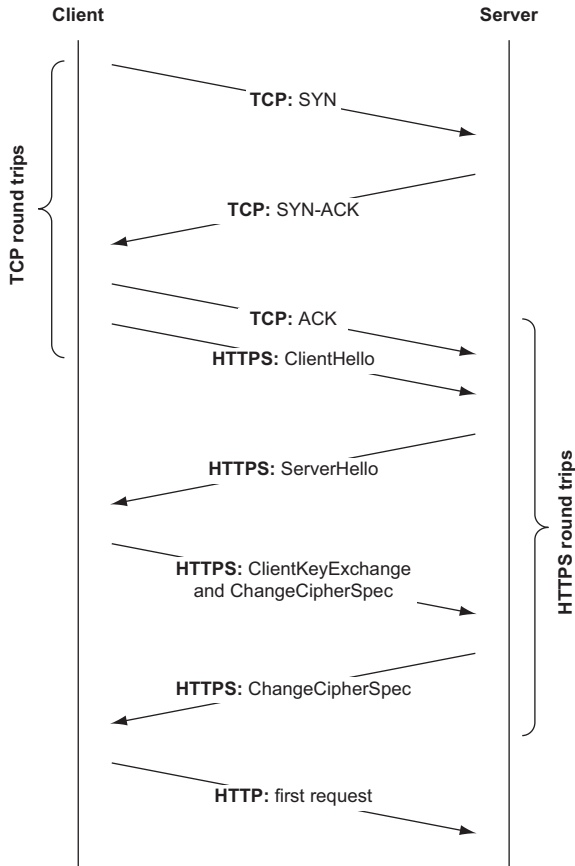 Client
Server
TCP: SYN
TCP: SYN-ACK
TCP round trips
TCP: ACK
HTTPS: ClientHello
HTTPS: ServerHello
HTTPS round trips
HTTPS: ClientKeyExchange
and ChangeCipherSpec
HTTPS: ChangeCipherSpec
HTTP: first request